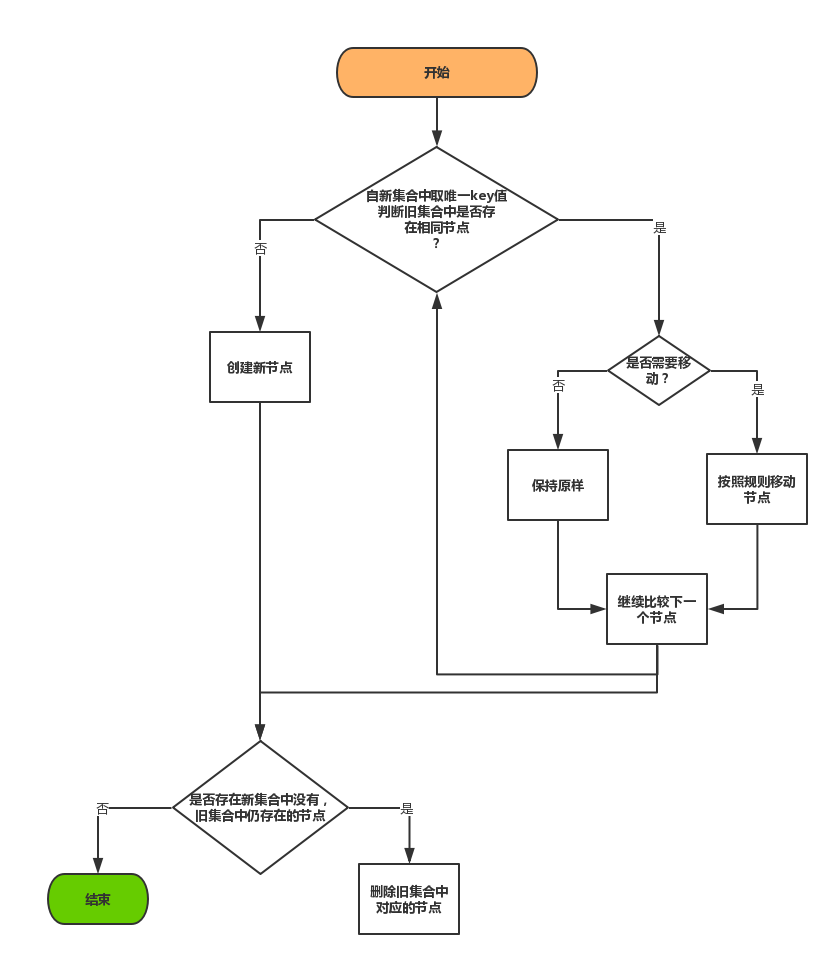 开始
自新集合中取唯一key值
判断旧集合中是否存
在相同节点
？
否
是
创建新节点
是否需要移
动？
否
是
保持原样
按照规则移动
节点
继续比较下一
个节点
是否存在新集合中没有，
旧集合中仍存在的节点
否
是
结束
删除旧集合中
对应的节点